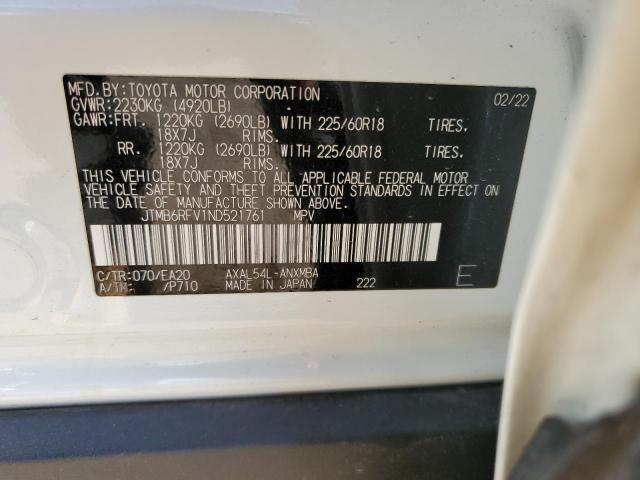 MFD.BY:TOYOTA MOTOR CORPORATION 02/22
GVWR:2230KG (4920LB)
GAWR:FRT. 1220KG (2690LB) WITH 225/60R18 TIRES.
18X7J RIMS.
RR. 1220KG (2690LB) WITH 225/60R18 TIRES.
18X7J RIMS.
THIS VEHICLE CONFORMS TO ALL APPLICABLE FEDERAL MOTOR
VEHICLE SAFETY AND THEFT PREVENTION STANDARDS IN EFFECT ON
THE DATE OF MANUFACTURE SHOWN ABOVE.
JTMB6RFV1ND521761 MPV
C/TR:070/EA20 AXAL54L-ANXMBA
A/TM: /P710 MADE IN JAPAN 222 E